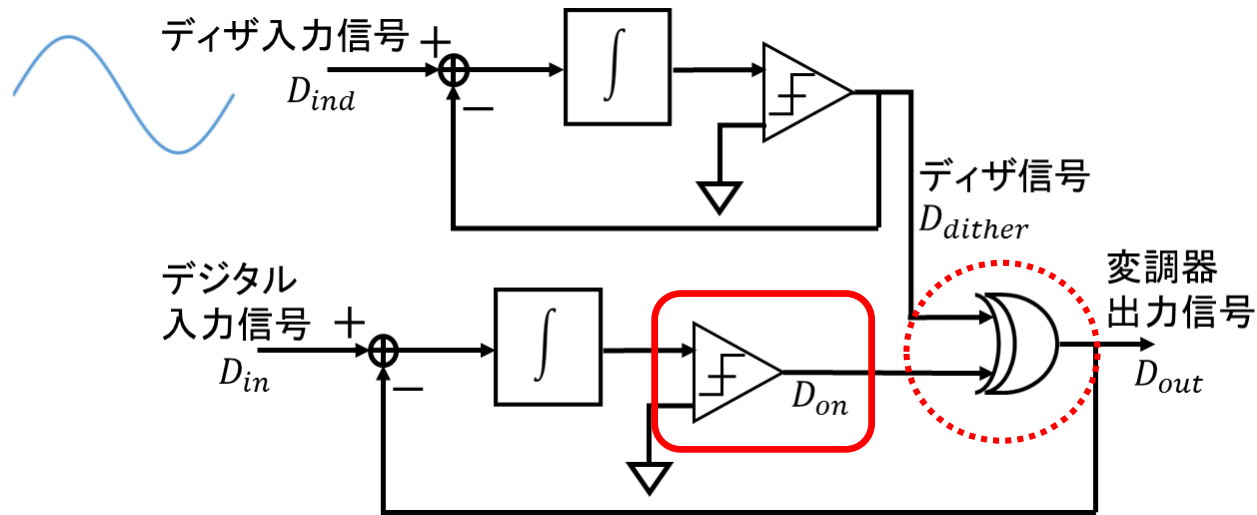 ディザ入力信号
+
D_ind
−
∫
ディザ信号
D_dither
デジタル
入力信号
+
D_in
−
∫
D_on
変調器
出力信号
D_out